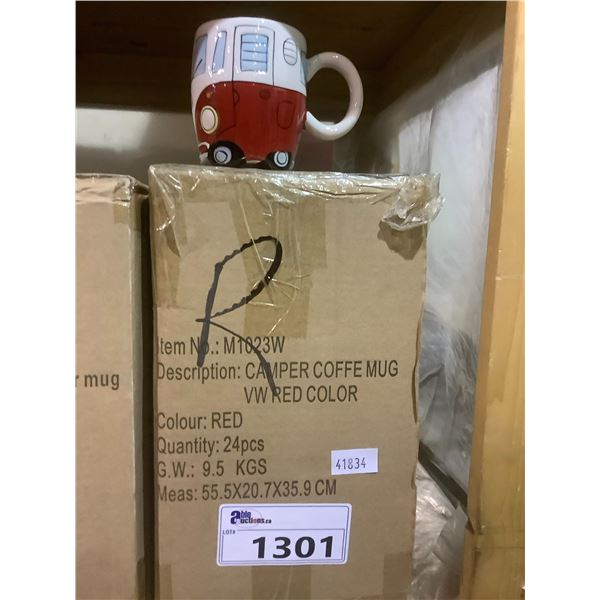 R
Item No.: M1023W
Description: CAMPER COFFE MUG
VW RED COLOR
Colour: RED
Quantity: 24pcs
G.W.: 9.5 KGS
Meas: 55.5X20.7X35.9 CM
41834
able
auctions.ca
LOT#
1301
r mug